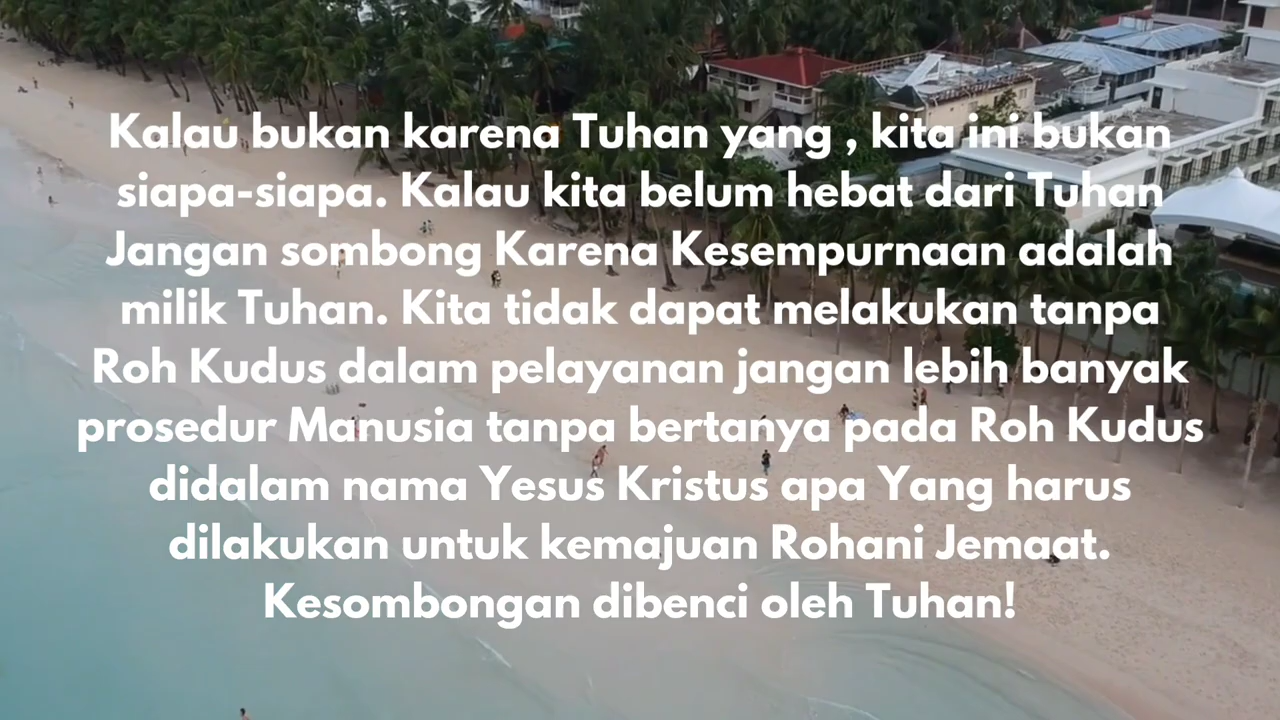 Kalau bukan karena Tuhan yang , kita ini bukan
siapa-siapa. Kalau kita belum hebat dari Tuhan
Jangan sombong Karena Kesempurnaan adalah
milik Tuhan. Kita tidak dapat melakukan tanpa
Roh Kudus dalam pelayanan jangan lebih banyak
prosedur Manusia tanpa bertanya pada Roh Kudus
didalam nama Yesus Kristus apa Yang harus
dilakukan untuk kemajuan Rohani Jemaat.
Kesombongan dibenci oleh Tuhan!